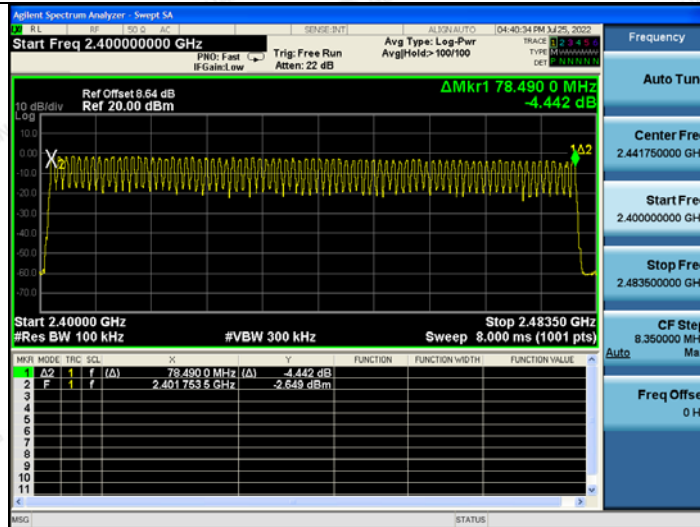 Agilent Spectrum Analyzer - Swept SA
RL RF 50 Ω AC SENSE:INT ALIGN AUTO 04:40:34 PM Jul 25, 2022
Start Freq 2.400000000 GHz
PNO: Fast
IFGain:Low
Trig: Free Run
Atten: 22 dB
Avg Type: Log-Pwr
Avg|Hold:> 100/100
TRACE 1 2 3 4 5 6
TYPE
DET P N N N N N
ΔMkr1 78.490 0 MHz
-4.442 dB
Ref Offset 8.64 dB
10 dB/div Ref 20.00 dBm
Log
10.0
0.00
-10.0
-20.0
-30.0
-40.0
-50.0
-60.0
-70.0
X2
1Δ2
Start 2.40000 GHz Stop 2.48350 GHz
#Res BW 100 kHz #VBW 300 kHz Sweep 8.000 ms (1001 pts)
MKR MODE TRC SCL X Y FUNCTION FUNCTION WIDTH FUNCTION VALUE
1 Δ2 1 f (Δ) 78.490 0 MHz (Δ) -4.442 dB
2 F 1 f 2.401 753 5 GHz -2.649 dBm
3
4
5
6
7
8
9
10
11
MSG STATUS
Frequency
Auto Tun
Center Fre
2.441750000 GH
Start Fre
2.400000000 GH
Stop Fre
2.483500000 GH
CF Ste
8.350000 MH
Auto Ma
Freq Offse
0 H